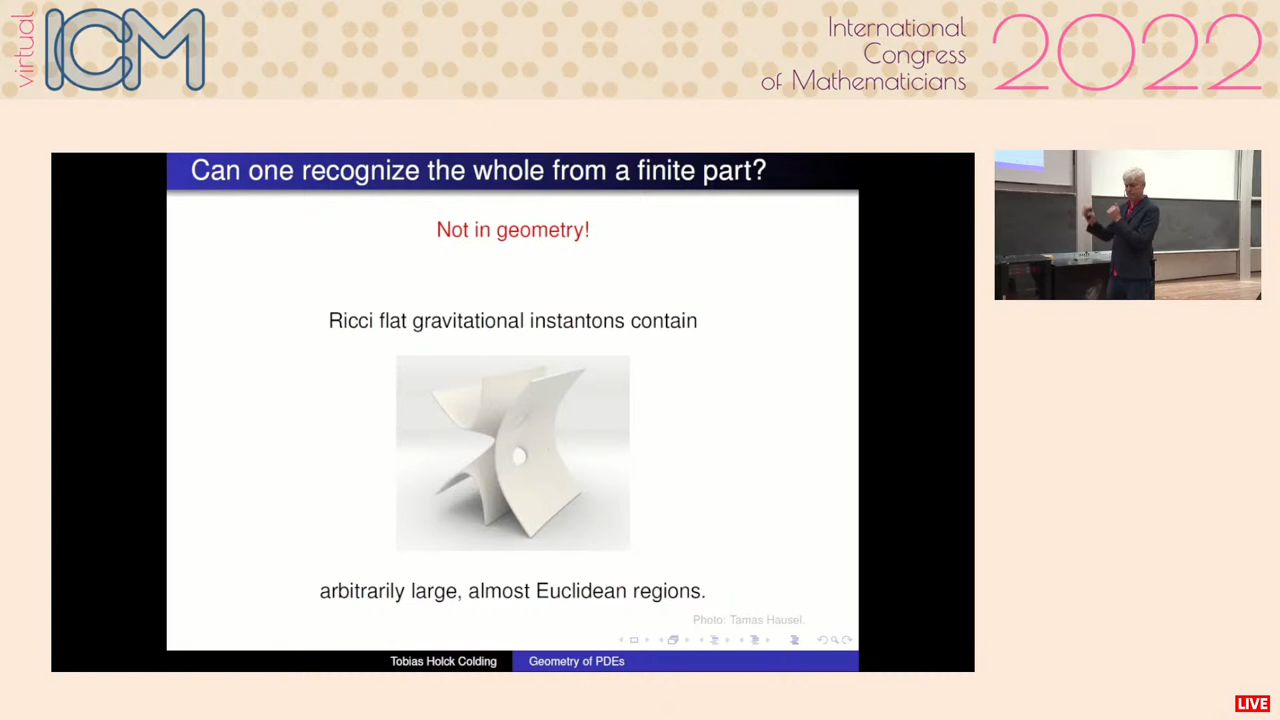 virtual
ICM
International
Congress
of Mathematicians
2022
Can one recognize the whole from a finite part?
Not in geometry!
Ricci flat gravitational instantons contain
arbitrarily large, almost Euclidean regions.
Photo: Tamas Hausel.
Tobias Holck Colding
Geometry of PDEs
LIVE